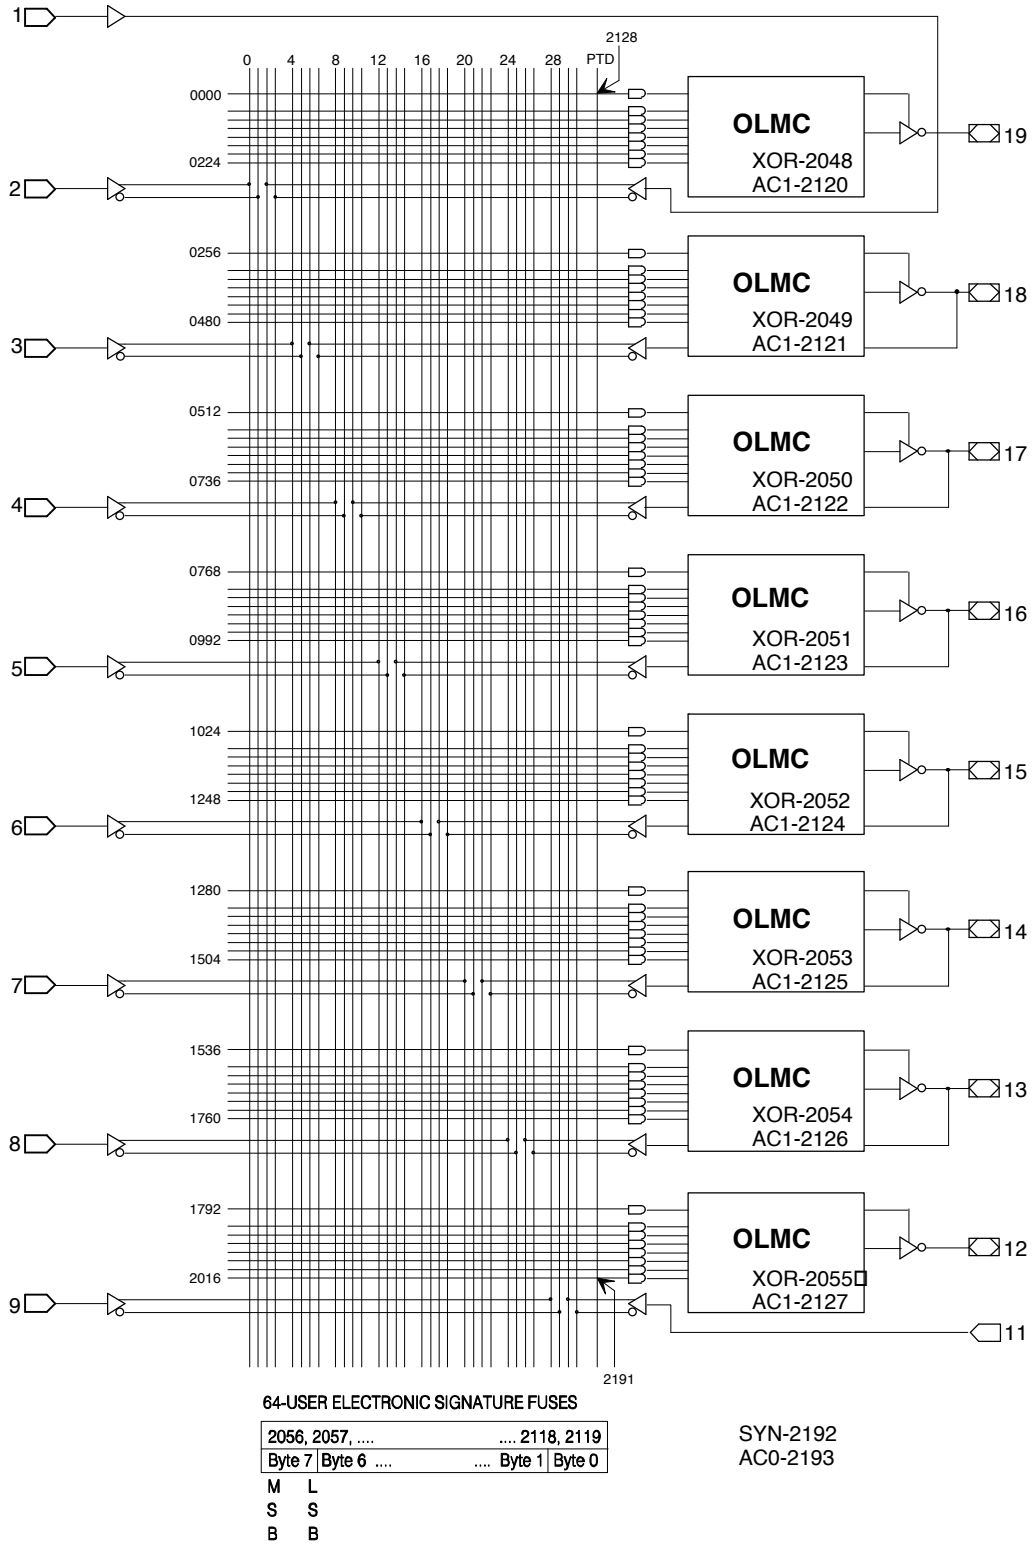 1
2128
0 4 8 12 16 20 24 28 PTD
0000
OLMC
19
XOR-2048
0224
AC1-2120
2
0256
OLMC
18
XOR-2049
0480
AC1-2121
3
0512
OLMC
17
XOR-2050
0736
AC1-2122
4
0768
OLMC
16
XOR-2051
0992
AC1-2123
5
1024
OLMC
15
XOR-2052
1248
AC1-2124
6
1280
OLMC
14
XOR-2053
1504
AC1-2125
7
1536
OLMC
13
XOR-2054
1760
AC1-2126
8
1792
OLMC
12
XOR-2055
2016
AC1-2127
9
11
2191
64-USER ELECTRONIC SIGNATURE FUSES
2056, 2057, .... .... 2118, 2119
Byte 7 Byte 6 .... .... Byte 1 Byte 0
M L
S S
B B
SYN-2192
AC0-2193